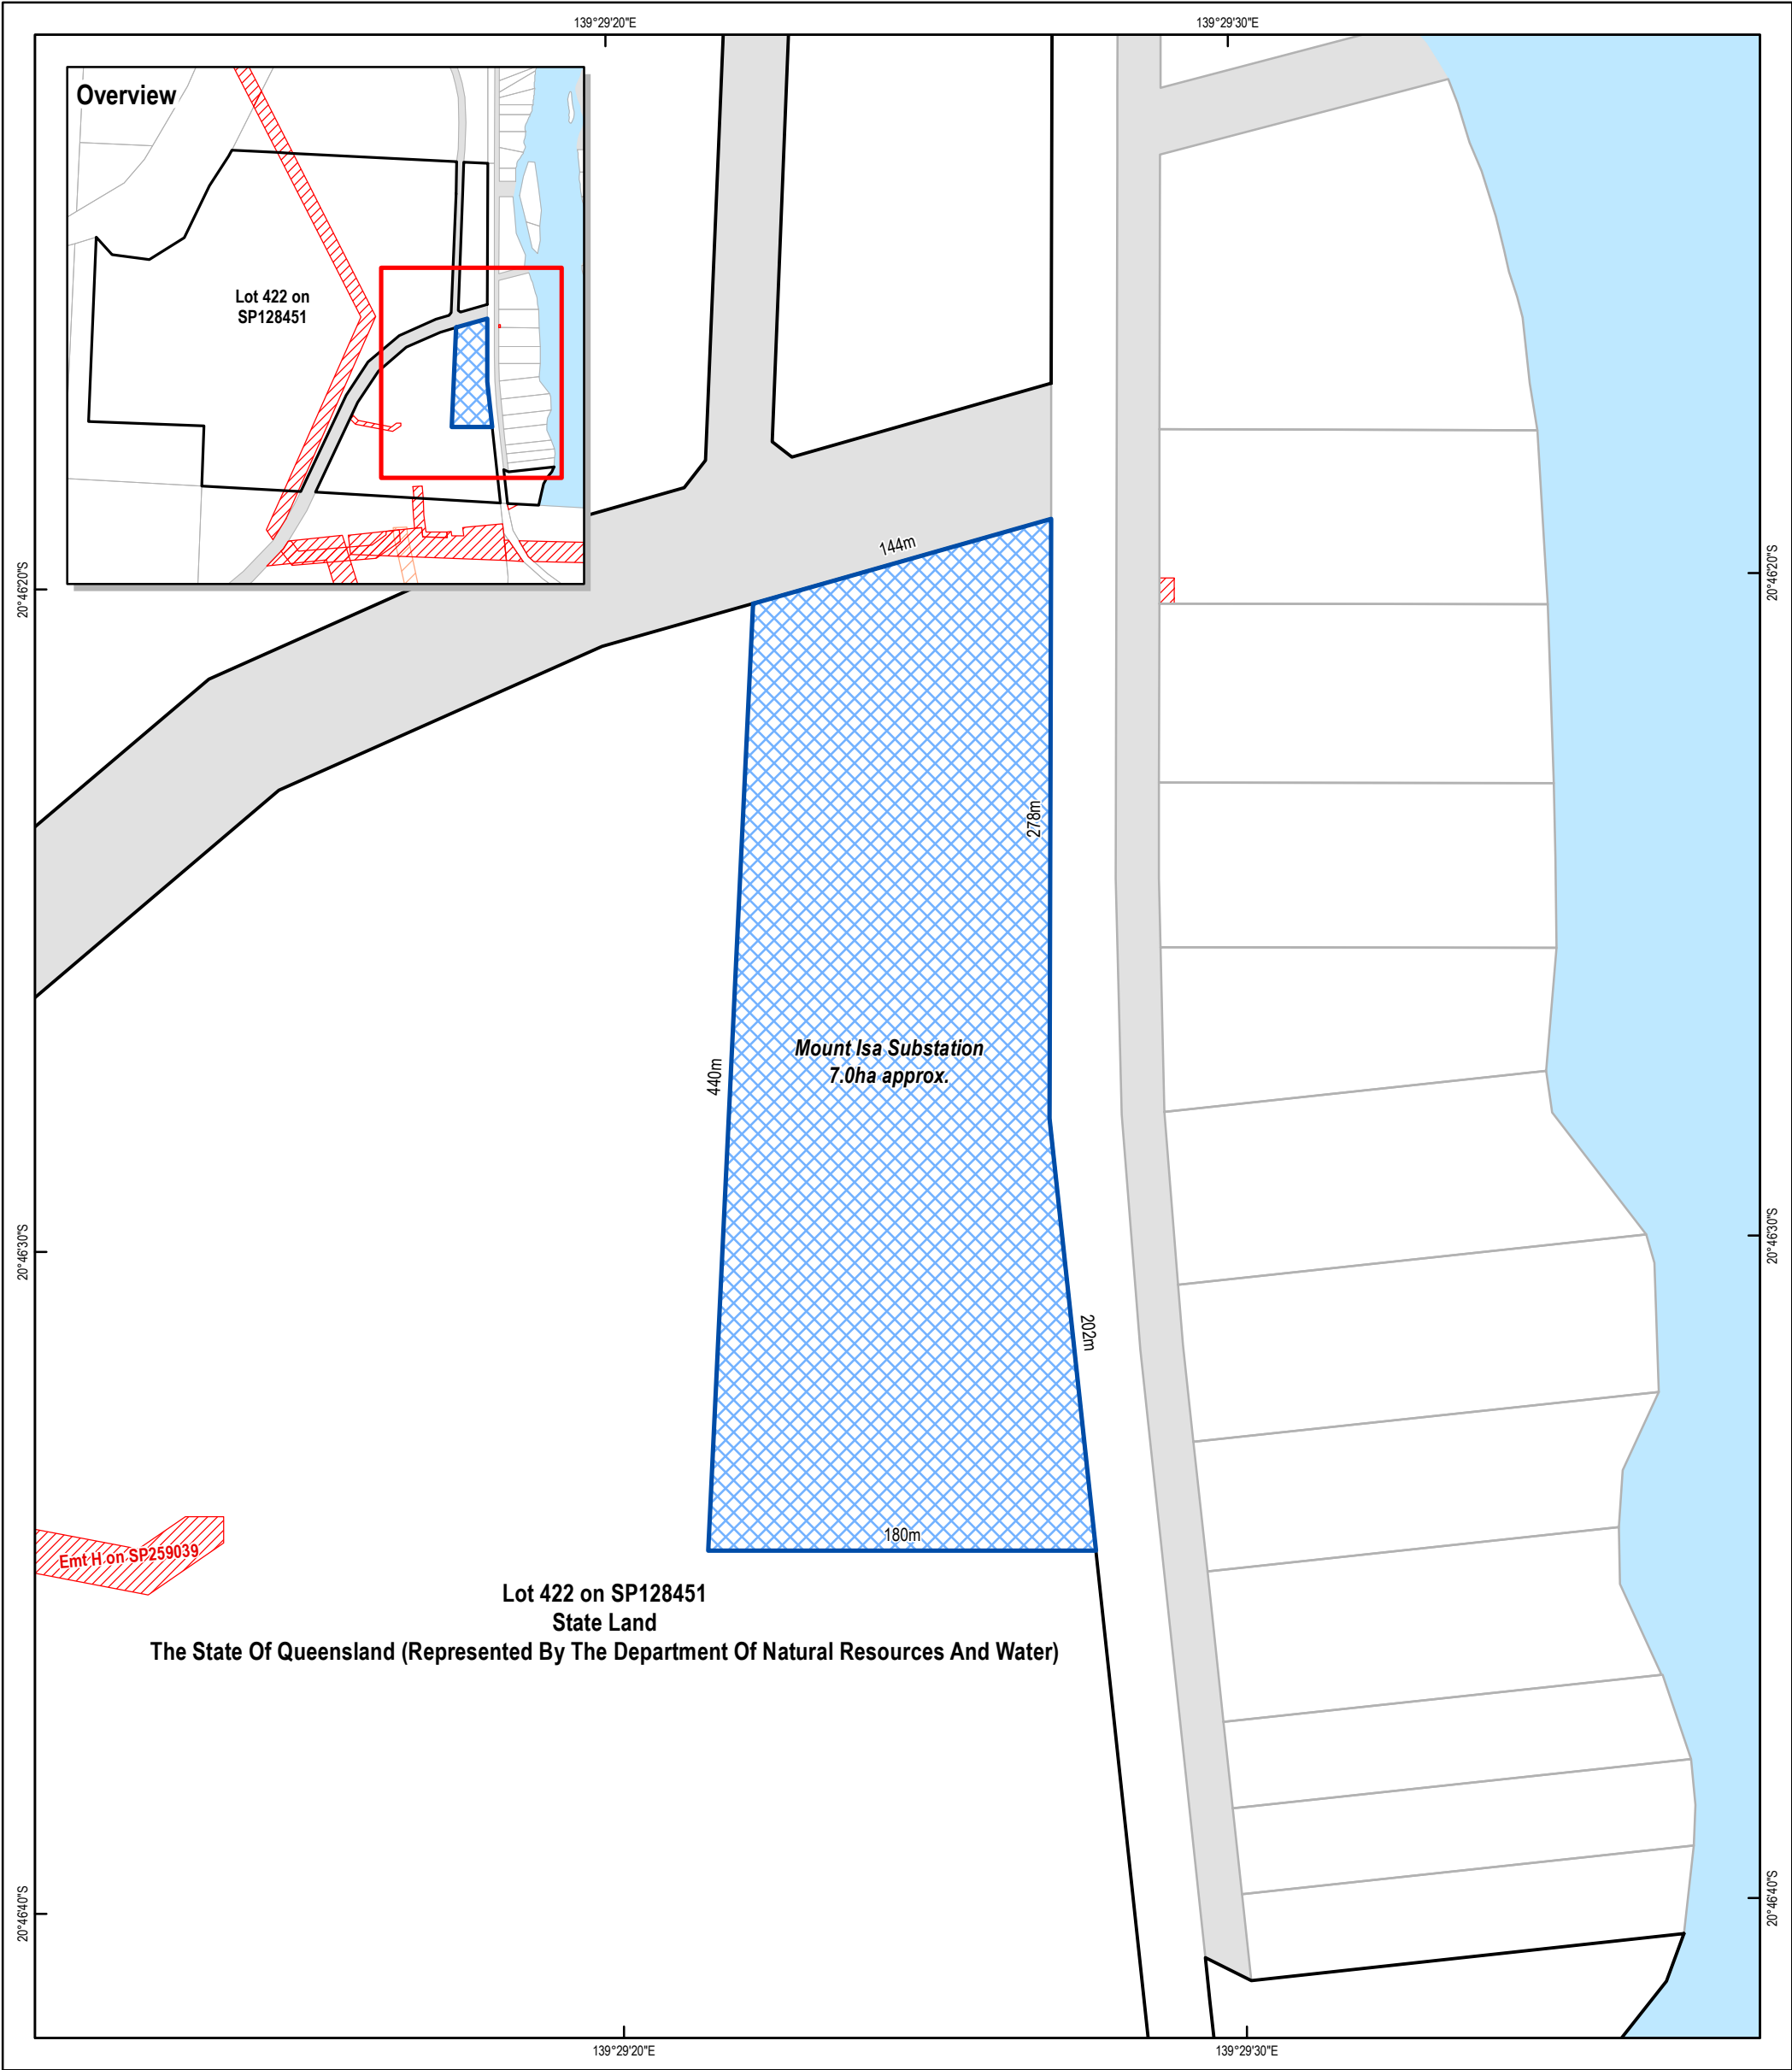 139°29'20"E
139°29'30"E
Overview
Lot 422 on
SP128451
144m
20°46'20"S
20°46'20"S
278m
Mount Isa Substation
7.0ha approx.
440m
20°46'30"S
20°46'30"S
202m
180m
Emt H on SP259039
Lot 422 on SP128451
State Land
The State Of Queensland (Represented By The Department Of Natural Resources And Water)
20°46'40"S
20°46'40"S
139°29'20"E
139°29'30"E